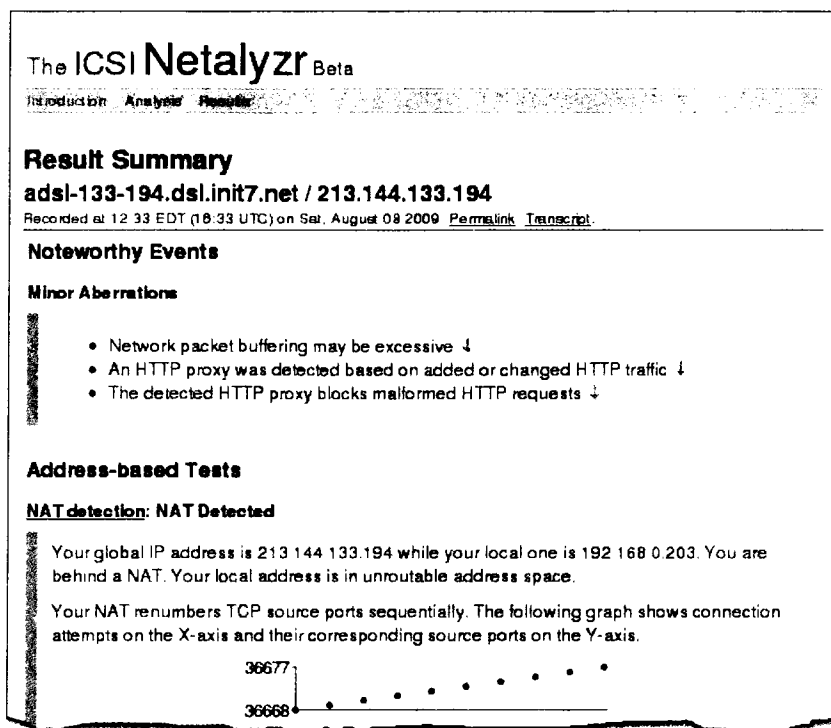 The ICSI Netalyzr Beta
Introduction Analysis Results
Result Summary
adsl-133-194.dsl.init7.net / 213.144.133.194
Recorded at 12:33 EDT (16:33 UTC) on Sat, August 08 2009 Permalink Transcript.
Noteworthy Events
Minor Aberrations
• Network packet buffering may be excessive ↓
• An HTTP proxy was detected based on added or changed HTTP traffic ↓
• The detected HTTP proxy blocks malformed HTTP requests ↓
Address-based Tests
NAT detection: NAT Detected
Your global IP address is 213 144 133.194 while your local one is 192 168 0.203. You are
behind a NAT. Your local address is in unroutable address space.
Your NAT renumbers TCP source ports sequentially. The following graph shows connection
attempts on the X-axis and their corresponding source ports on the Y-axis.
36677
36668